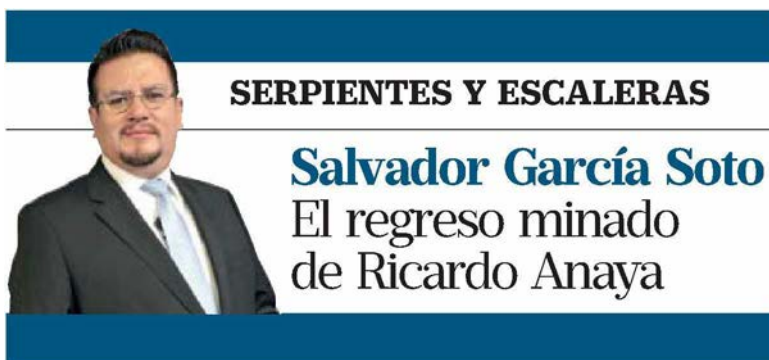 SERPIENTES Y ESCALERAS
Salvador García Soto
El regreso minado
de Ricardo Anaya